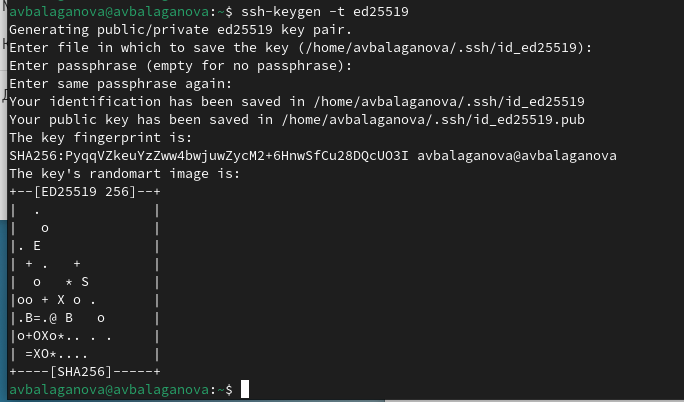 avbalaganova@avbalaganova:~$ ssh-keygen -t ed25519
Generating public/private ed25519 key pair.
Enter file in which to save the key (/home/avbalaganova/.ssh/id_ed25519):
Enter passphrase (empty for no passphrase):
Enter same passphrase again:
Your identification has been saved in /home/avbalaganova/.ssh/id_ed25519
Your public key has been saved in /home/avbalaganova/.ssh/id_ed25519.pub
The key fingerprint is:
SHA256:PyqqVZkeuYzZww4bwjuwZycM2+6HnwSfCu28DQcUO3I avbalaganova@avbalaganova
The key's randomart image is:
+--[ED25519 256]--+
|  .              |
|   o             |
|. E              |
| + .   +         |
|  o   * S        |
|oo + X o .       |
|.B=.@ B   o      |
|o+OXo*.. . .     |
| =XO*....        |
+----[SHA256]-----+
avbalaganova@avbalaganova:~$